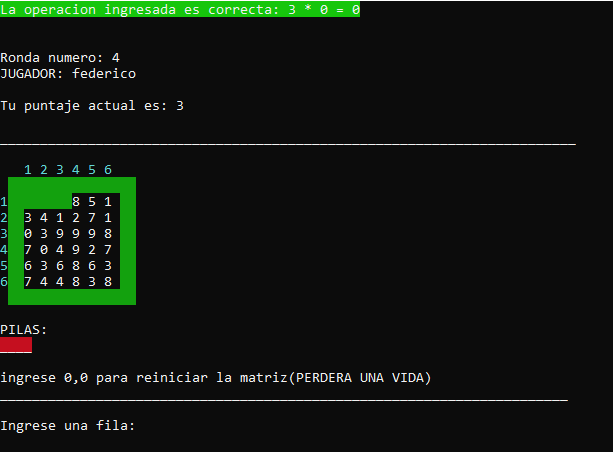 La operacion ingresada es correcta: 3 * 0 = 0
Ronda numero: 4
JUGADOR: federico
Tu puntaje actual es: 3
________________________________________________________________________
1 2 3 4 5 6
1 8 5 1
2 3 4 1 2 7 1
3 0 3 9 9 9 8
4 7 0 4 9 2 7
5 6 3 6 8 6 3
6 7 4 4 8 3 8
PILAS:
____
ingrese 0,0 para reiniciar la matriz(PERDERA UNA VIDA)
_______________________________________________________________________
Ingrese una fila: